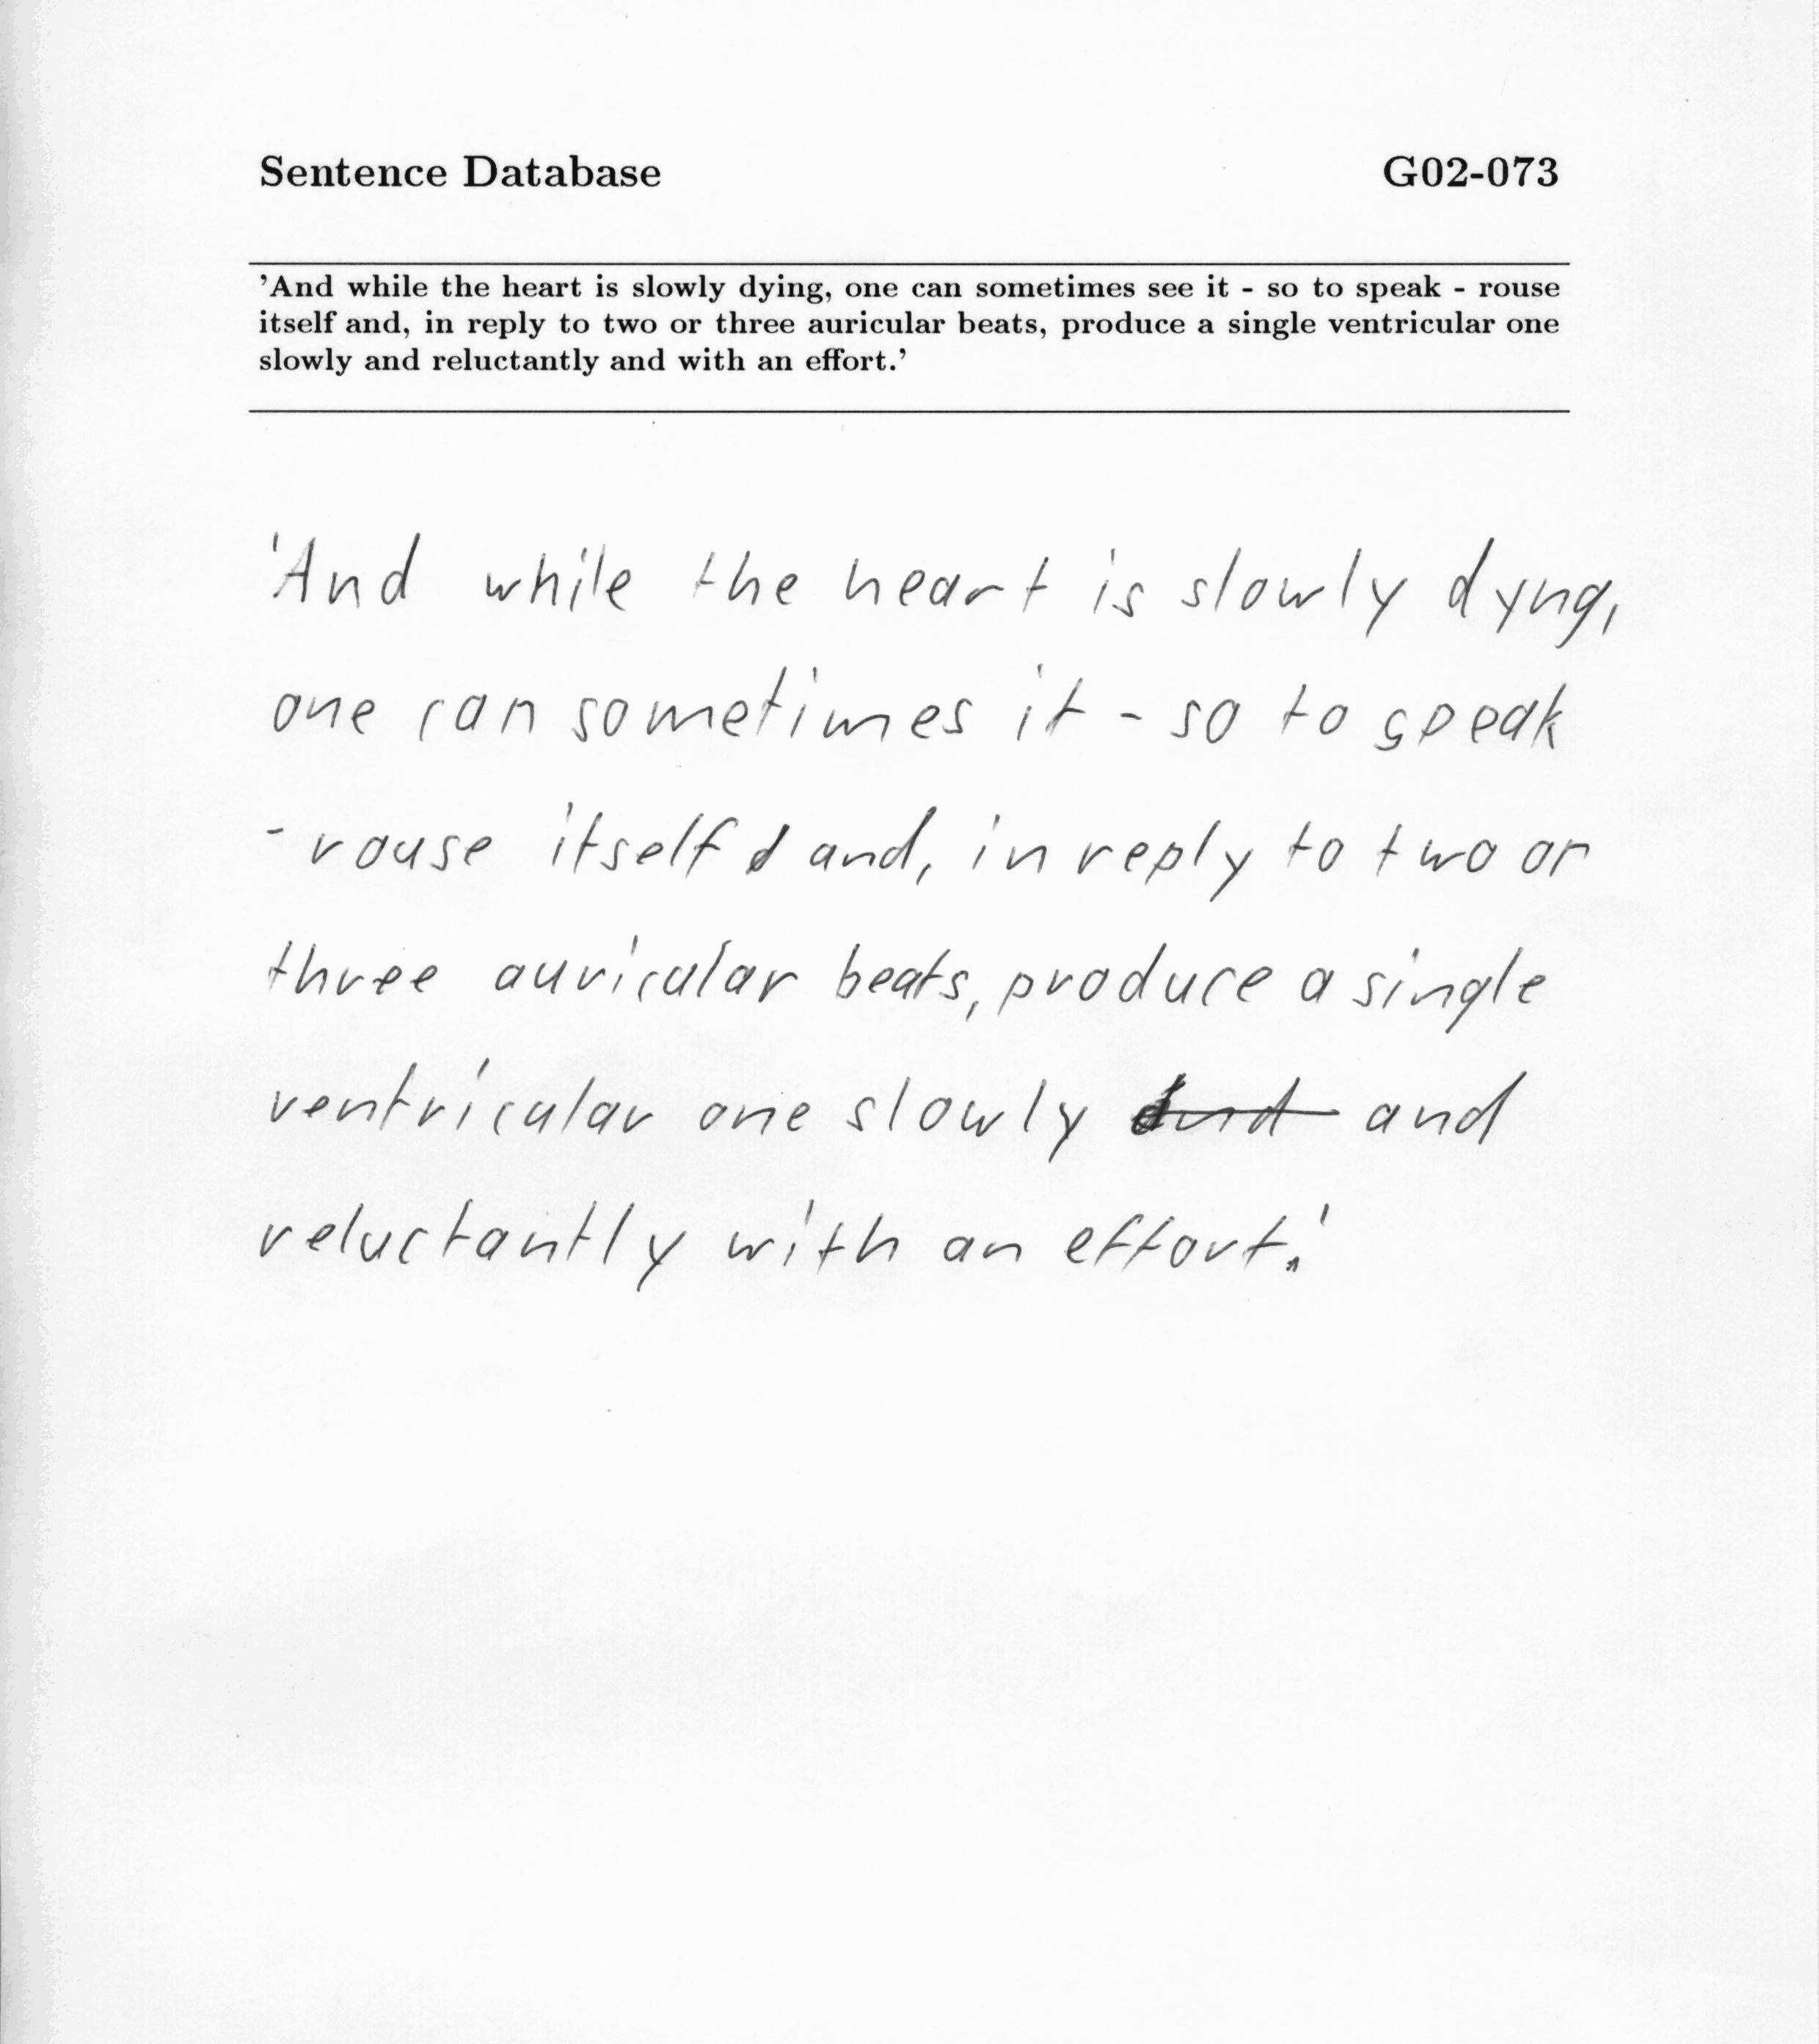 Sentence Database G02-073
'And while the heart is slowly dying, one can sometimes see it - so to speak - rouse
itself and, in reply to two or three auricular beats, produce a single ventricular one
slowly and reluctantly and with an effort.'
'And while the heart is slowly dyng,
one can sometimes it - so to speak
- rouse itself and, in reply to two or
three auricular beats, produce a single
ventricular one slowly and
reluctantly with an effort.'